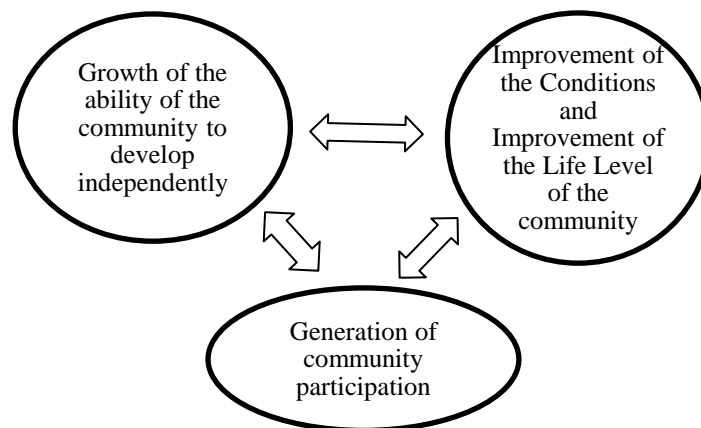 Growth of the
ability of the
community to
develop
independently
Improvement of
the Conditions
and
Improvement of
the Life Level
of the
community
Generation of
community
participation